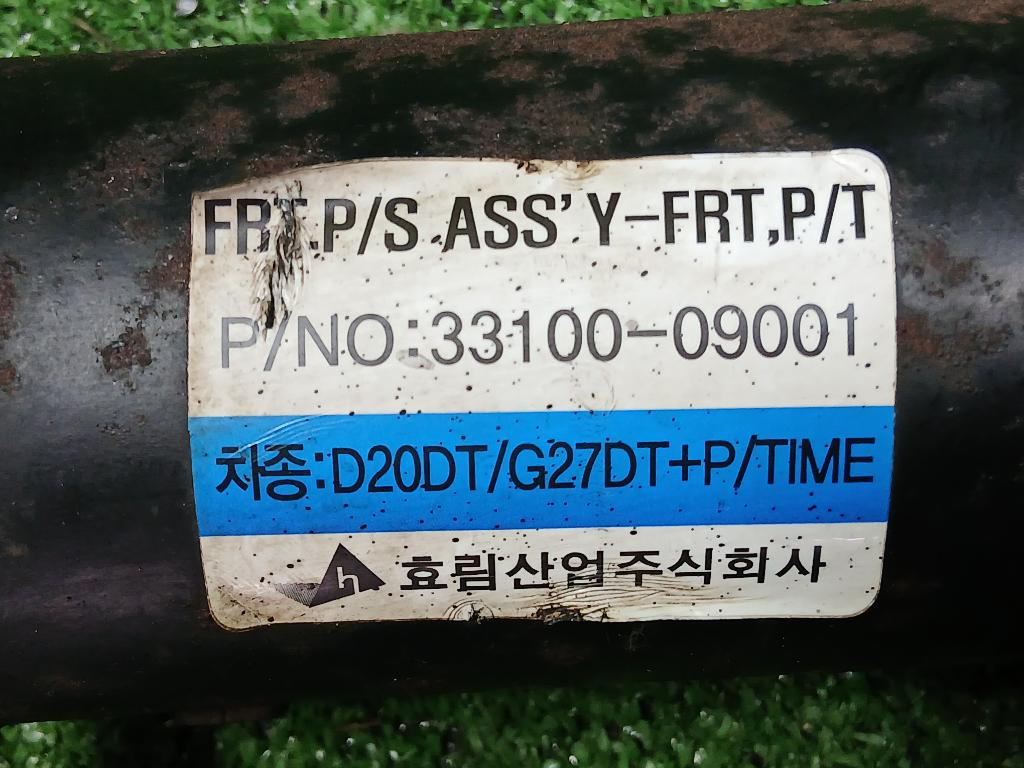 FRT.P/S ASS'Y-FRT,P/T
P/NO:33100-09001
차종:D20DT/G27DT+P/TIME
h 효림산업주식회사